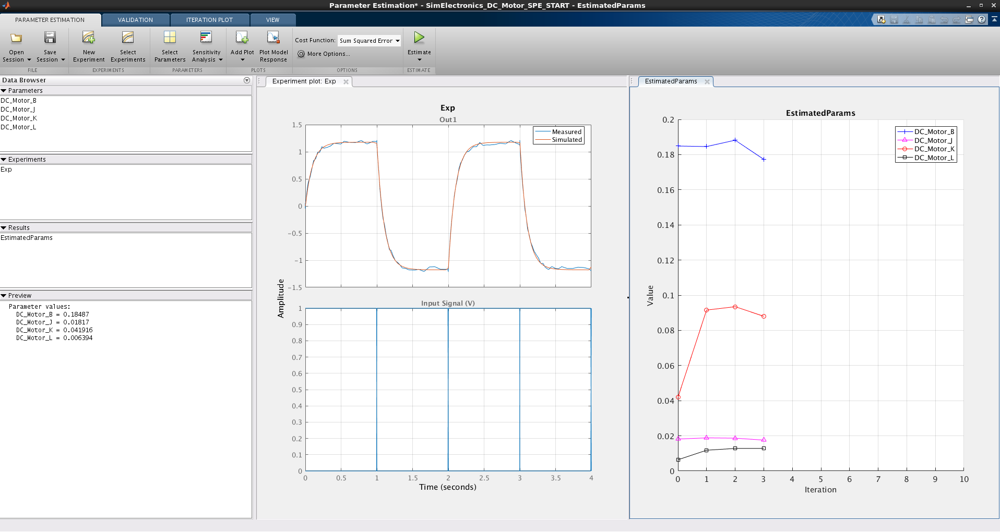 Parameter Estimation* - SimElectronics_DC_Motor_SPE_START - EstimatedParams
PARAMETER ESTIMATION
VALIDATION
ITERATION PLOT
VIEW
Open Session
Save Session
New Experiment
Select Experiments
Select Parameters
Sensitivity Analysis
Add Plot
Plot Model Response
Cost Function: Sum Squared Error
More Options...
Estimate
FILE
EXPERIMENTS
PARAMETERS
PLOTS
OPTIONS
ESTIMATE
Data Browser
Parameters
DC_Motor_B
DC_Motor_J
DC_Motor_K
DC_Motor_L
Experiments
Exp
Results
EstimatedParams
Preview
Parameter values:
DC_Motor_B = 0.18487
DC_Motor_J = 0.01817
DC_Motor_K = 0.041916
DC_Motor_L = 0.006394
Experiment plot: Exp
Exp
Out1
Measured
Simulated
1.5
1
0.5
0
−0.5
−1
−1.5
Amplitude
Input Signal (V)
1
0.9
0.8
0.7
0.6
0.5
0.4
0.3
0.2
0.1
0
0 0.5 1 1.5 2 2.5 3 3.5 4
Time (seconds)
EstimatedParams
EstimatedParams
DC_Motor_B
DC_Motor_J
DC_Motor_K
DC_Motor_L
0.2
0.18
0.16
0.14
0.12
0.1
0.08
0.06
0.04
0.02
0
Value
0 1 2 3 4 5 6 7 8 9 10
Iteration